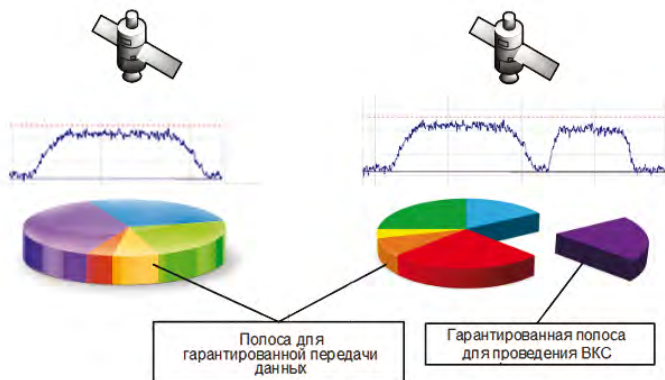 Полоса для
гарантированной передачи
данных
Гарантированная полоса
для проведения ВКС